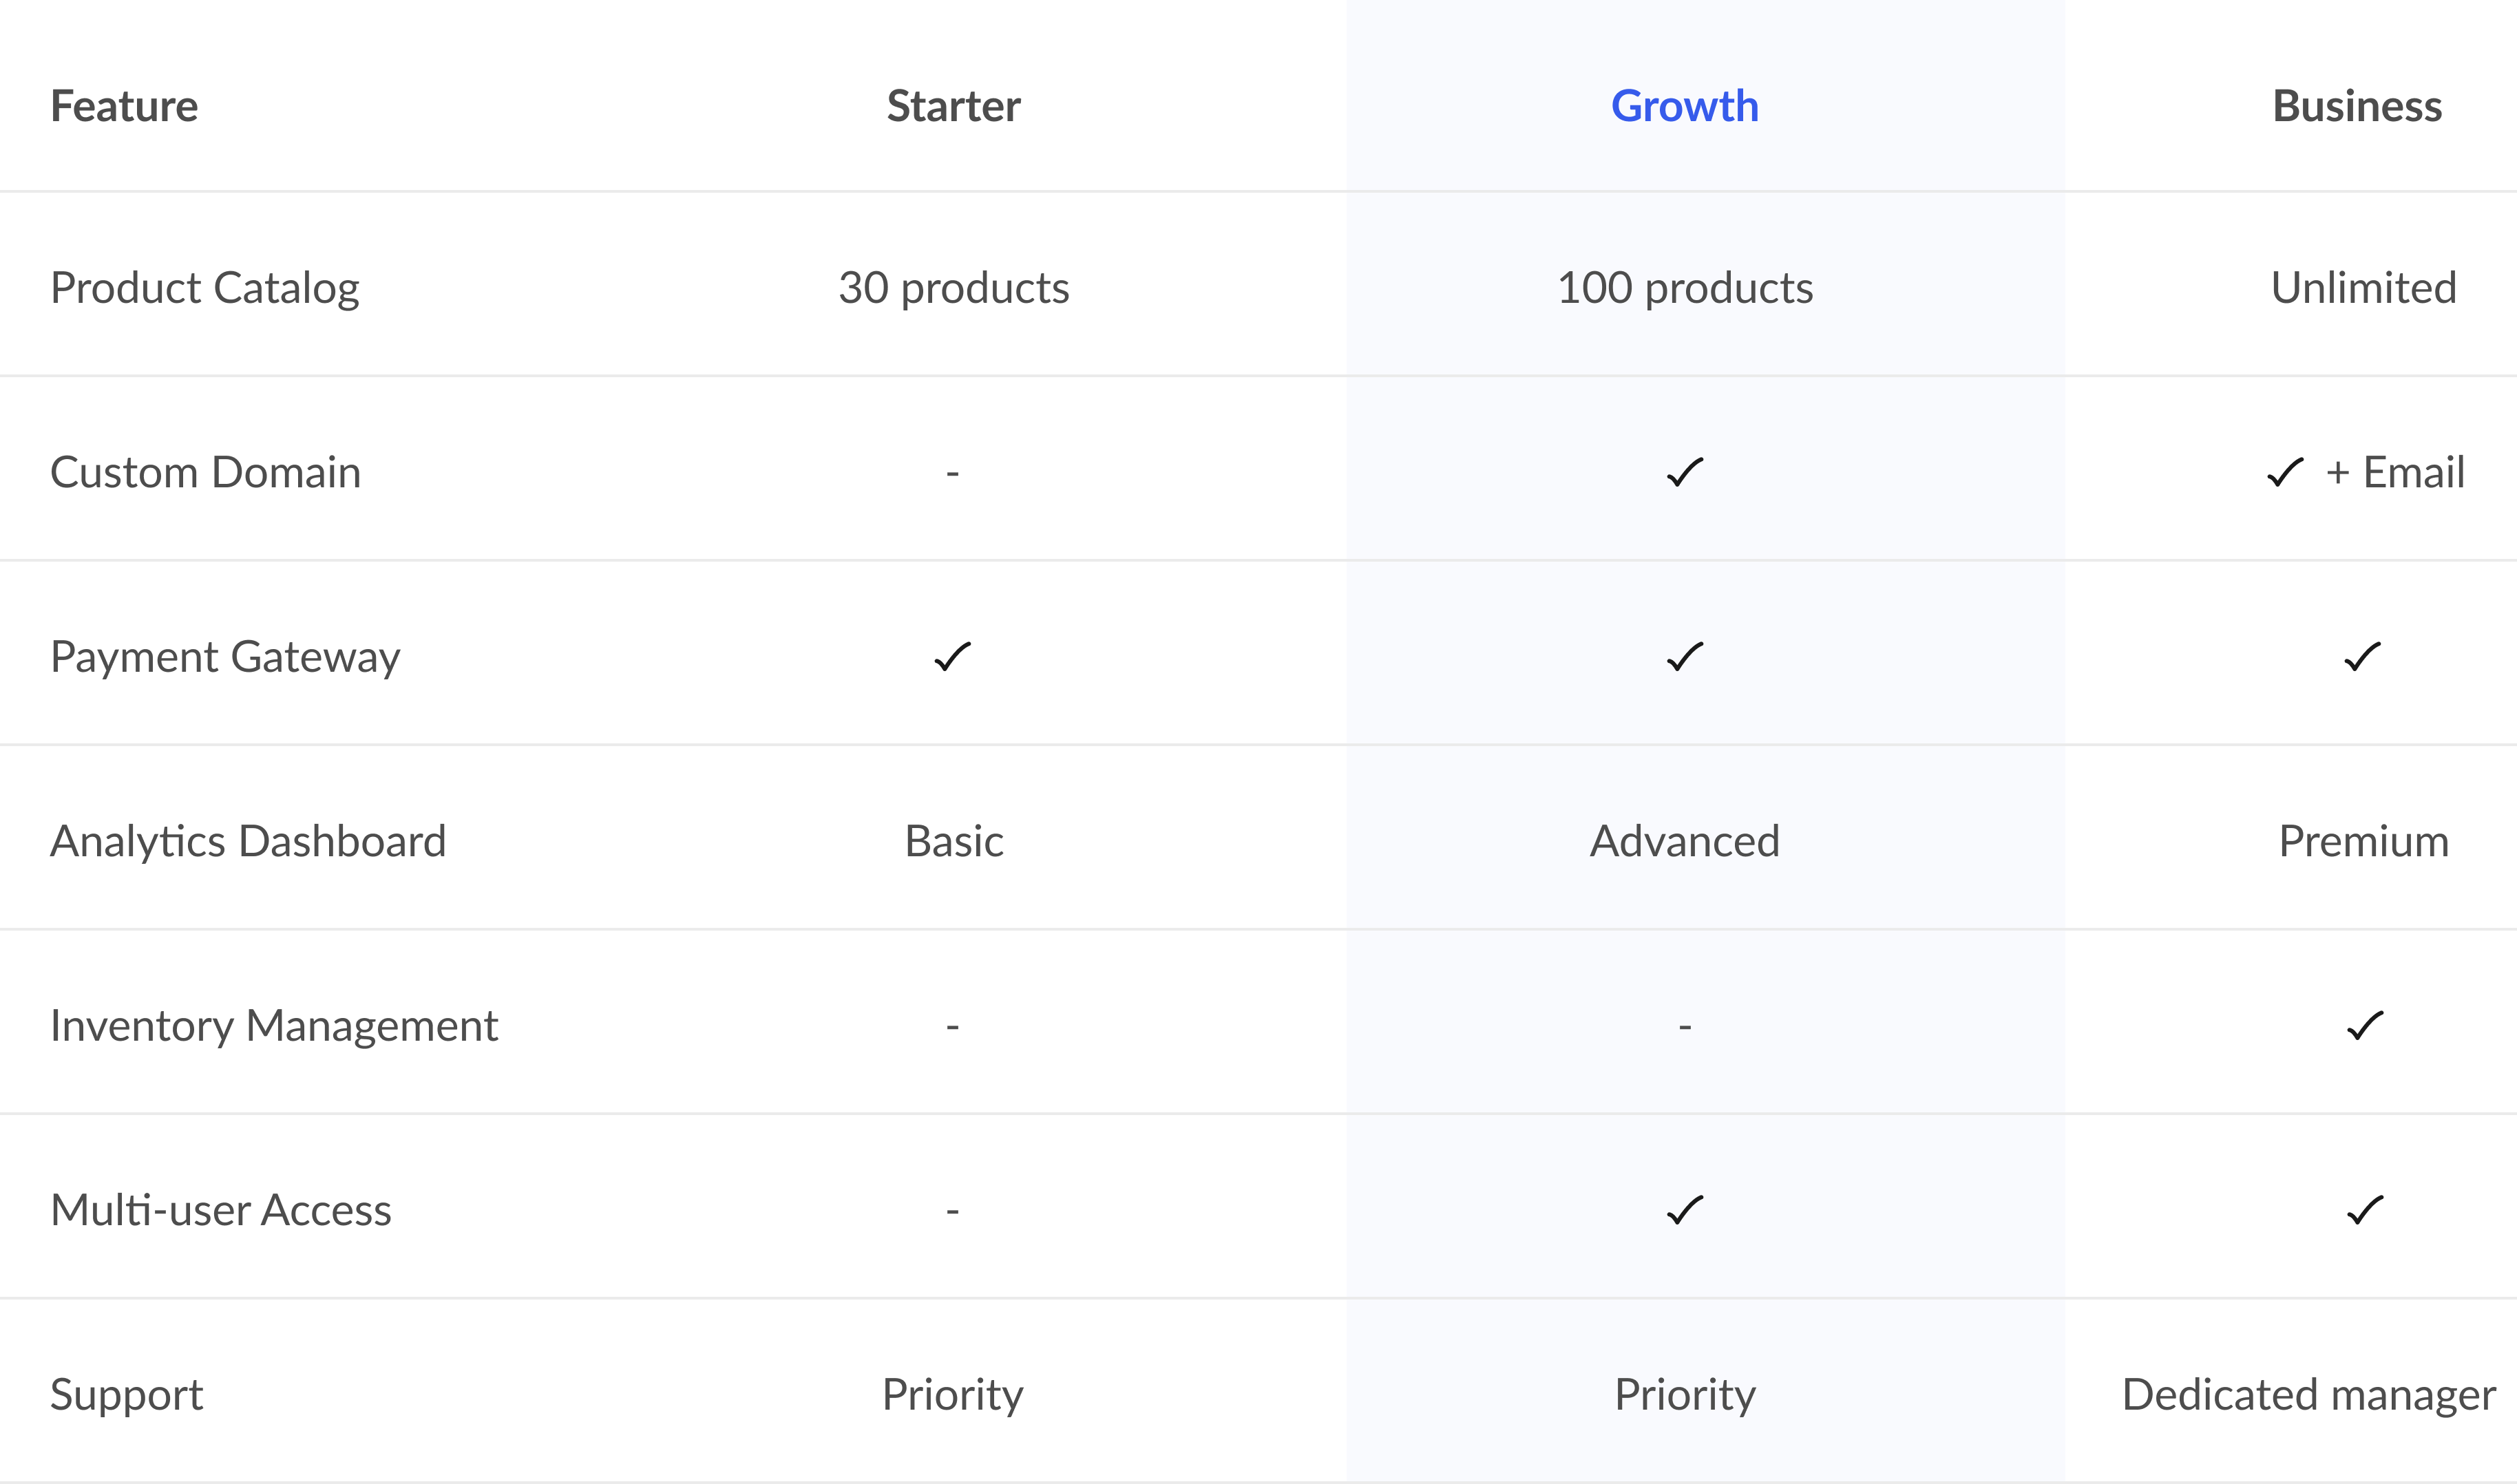 Feature Starter Growth Business
Product Catalog 30 products 100 products Unlimited
Custom Domain - ✓ ✓ + Email
Payment Gateway ✓ ✓ ✓
Analytics Dashboard Basic Advanced Premium
Inventory Management - - ✓
Multi-user Access - ✓ ✓
Support Priority Priority Dedicated manager